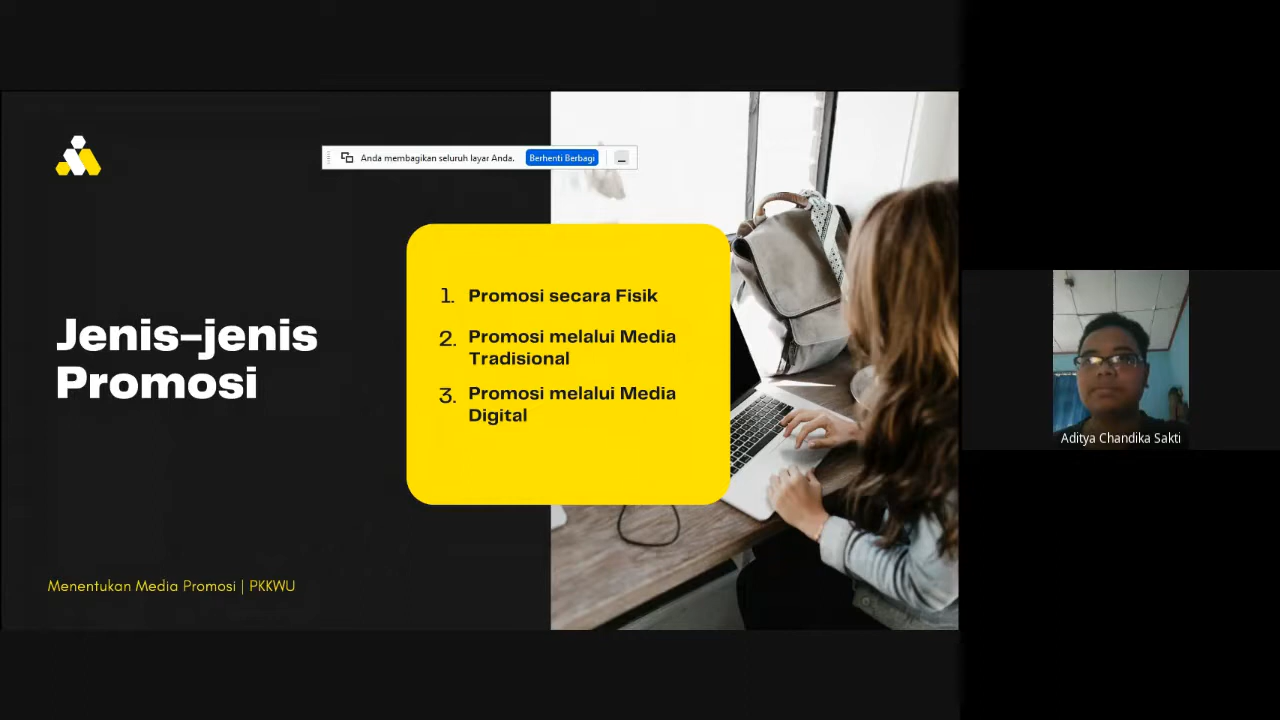 Anda membagikan seluruh layar Anda. Berhenti Berbagi
Jenis-jenis
Promosi
1. Promosi secara Fisik
2. Promosi melalui Media
Tradisional
3. Promosi melalui Media
Digital
Menentukan Media Promosi | PKKWU
Aditya Chandika Sakti